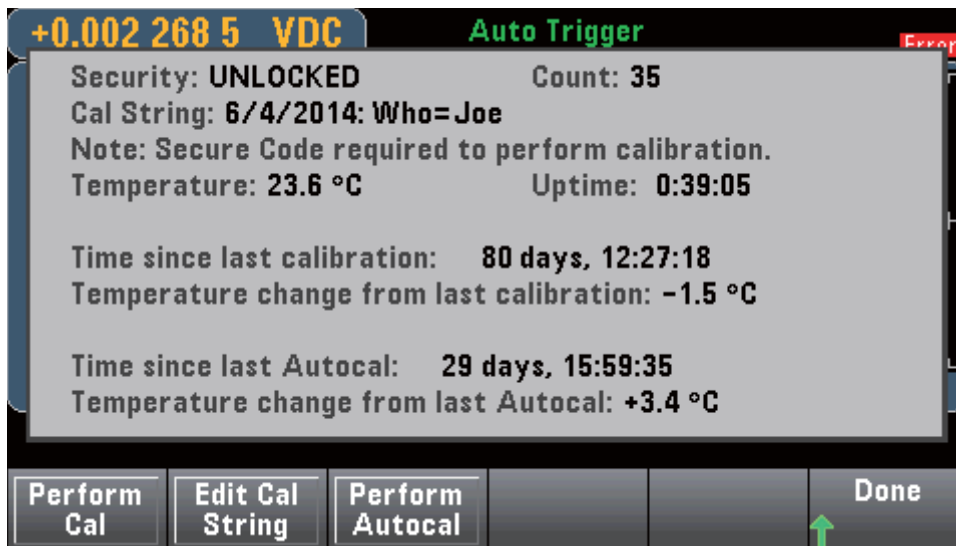 +0.002 268 5 VDC Auto Trigger Error
Security: UNLOCKED Count: 35
Cal String: 6/4/2014: Who=Joe
Note: Secure Code required to perform calibration.
Temperature: 23.6 °C Uptime: 0:39:05
Time since last calibration: 80 days, 12:27:18
Temperature change from last calibration: -1.5 °C
Time since last Autocal: 29 days, 15:59:35
Temperature change from last Autocal: +3.4 °C
Perform Cal
Edit Cal String
Perform Autocal
Done